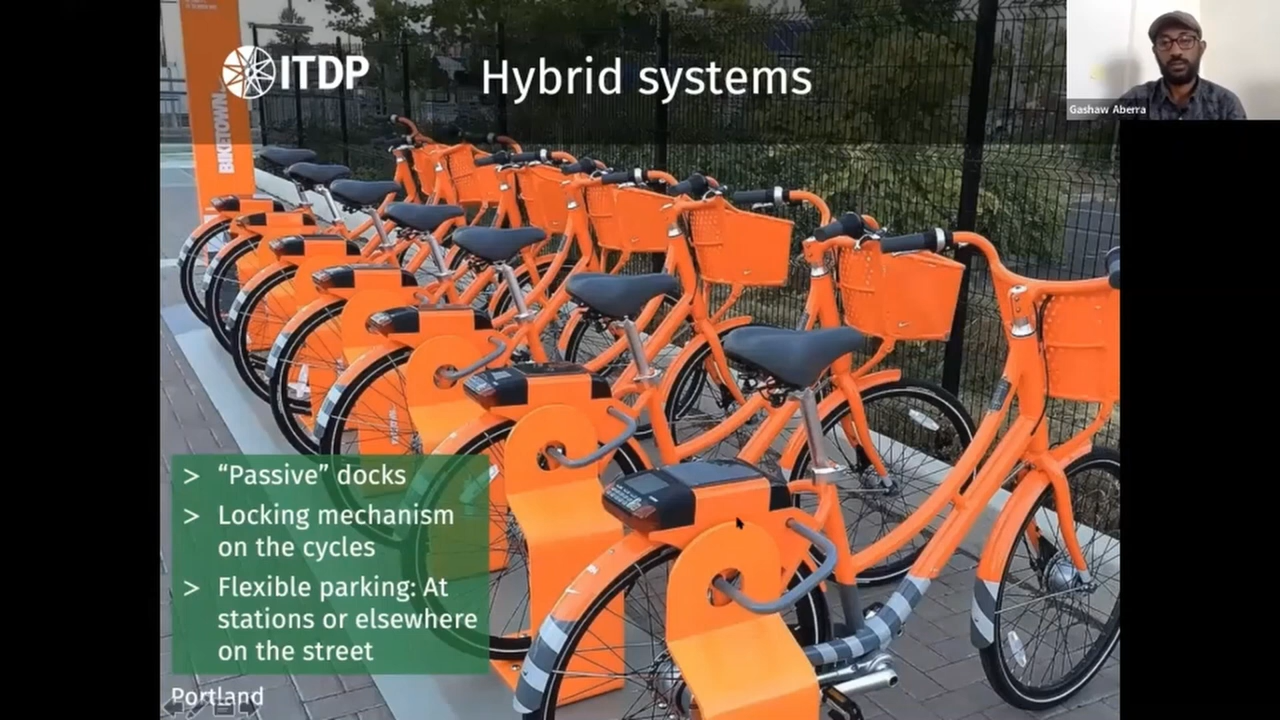 ITDP
Hybrid systems
Gashaw Aberra
BIKETOWN
> “Passive” docks
> Locking mechanism
on the cycles
> Flexible parking: At
stations or elsewhere
on the street
Portland